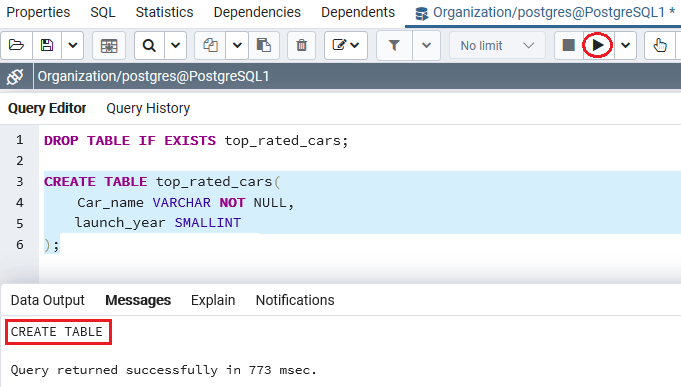 Properties SQL Statistics Dependencies Dependents Organization/postgres@PostgreSQL1 *
No limit
Organization/postgres@PostgreSQL1
Query Editor Query History
1 DROP TABLE IF EXISTS top_rated_cars;
2
3 CREATE TABLE top_rated_cars(
4 Car_name VARCHAR NOT NULL,
5 launch_year SMALLINT
6 );
Data Output Messages Explain Notifications
CREATE TABLE
Query returned successfully in 773 msec.